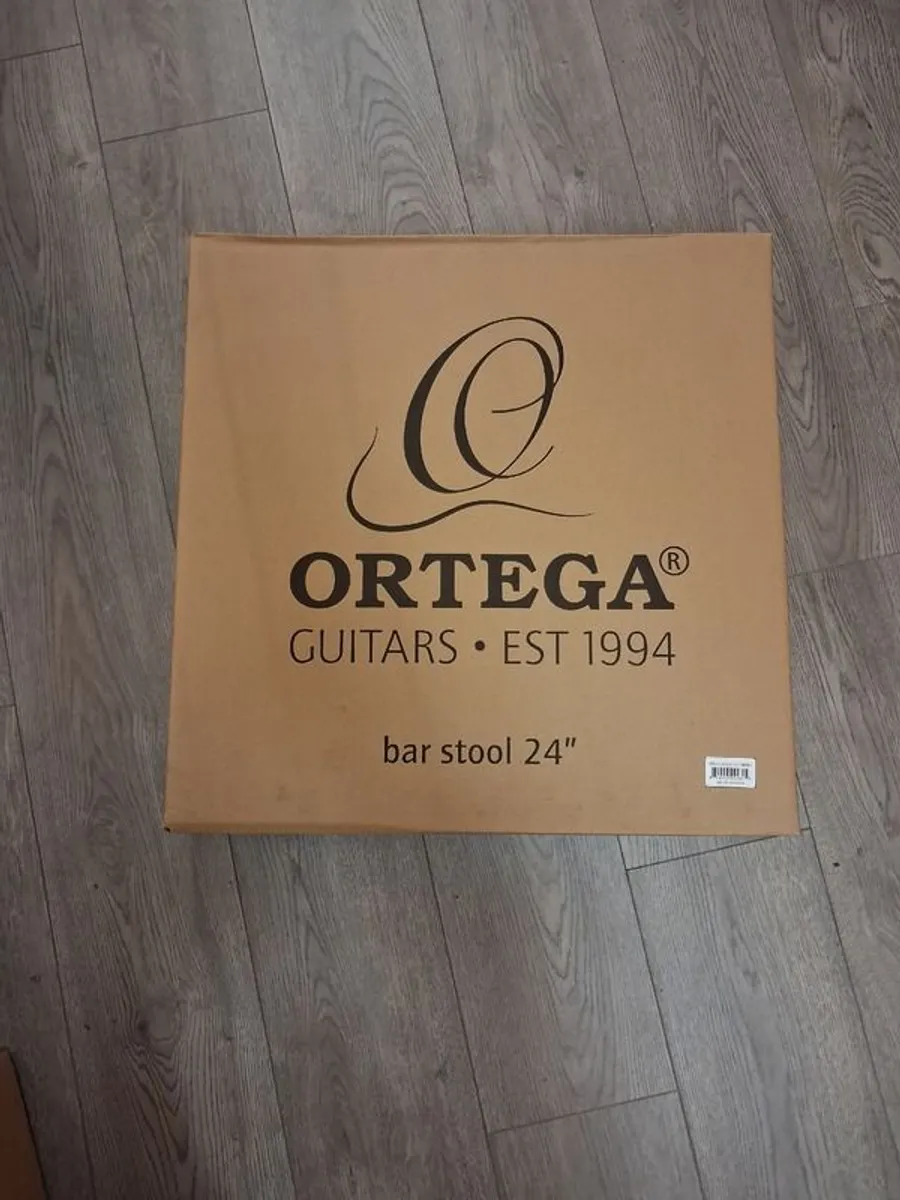 ORTEGA®
GUITARS • EST 1994
bar stool 24"